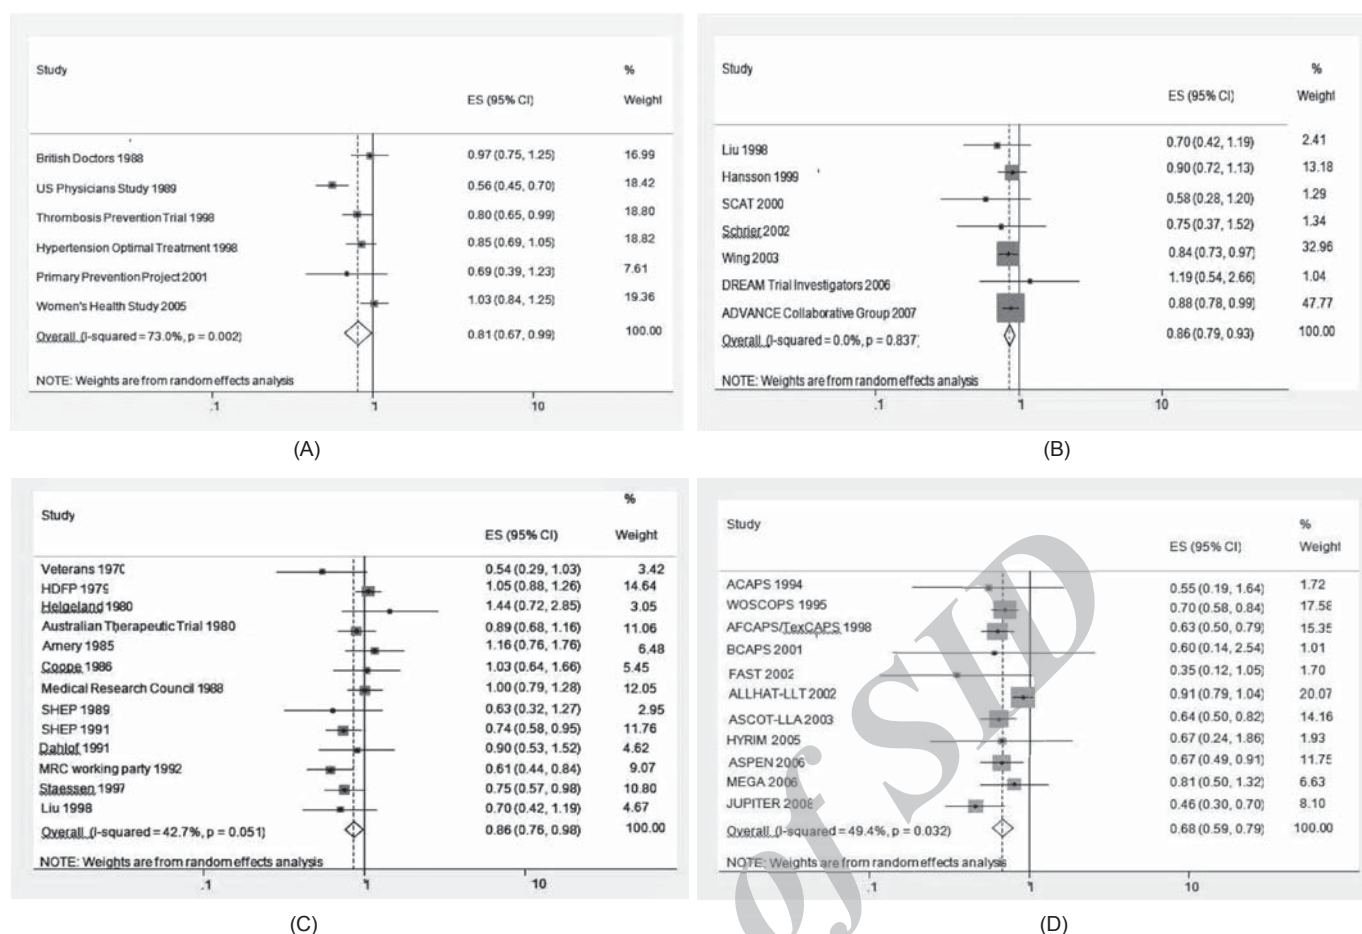 Study
%
ES (95% CI)
Weight
British Doctors 1988 0.97 (0.75, 1.25) 16.99
US Physicians Study 1989 0.56 (0.45, 0.70) 18.42
Thrombosis Prevention Trial 1998 0.80 (0.65, 0.99) 18.80
Hypertension Optimal Treatment 1998 0.85 (0.69, 1.05) 18.82
Primary Prevention Project 2001 0.69 (0.39, 1.23) 7.61
Women's Health Study 2005 1.03 (0.84, 1.25) 19.36
Overall (I-squared = 73.0%, p = 0.002) 0.81 (0.67, 0.99) 100.00
NOTE: Weights are from random effects analysis
.1 1 10
(A)
Study
%
ES (95% CI)
Weight
Liu 1998 0.70 (0.42, 1.19) 2.41
Hansson 1999 0.90 (0.72, 1.13) 13.18
SCAT 2000 0.58 (0.28, 1.20) 1.29
Schrier 2002 0.75 (0.37, 1.52) 1.34
Wing 2003 0.84 (0.73, 0.97) 32.96
DREAM Trial Investigators 2006 1.19 (0.54, 2.66) 1.04
ADVANCE Collaborative Group 2007 0.88 (0.78, 0.99) 47.77
Overall (I-squared = 0.0%, p = 0.837) 0.86 (0.79, 0.93) 100.00
NOTE: Weights are from random effects analysis
.1 1 10
(B)
%
Study
ES (95% CI) Weight
Veterans 1970 0.54 (0.29, 1.03) 3.42
HDFP 1979 1.05 (0.88, 1.26) 14.64
Helgeland 1980 1.44 (0.72, 2.85) 3.05
Australian Therapeutic Trial 1980 0.89 (0.68, 1.16) 11.06
Amery 1985 1.16 (0.76, 1.76) 6.48
Coope 1986 1.03 (0.64, 1.66) 5.45
Medical Research Council 1988 1.00 (0.79, 1.28) 12.05
SHEP 1989 0.63 (0.32, 1.27) 2.95
SHEP 1991 0.74 (0.58, 0.95) 11.76
Dahlof 1991 0.90 (0.53, 1.52) 4.62
MRC working party 1992 0.61 (0.44, 0.84) 9.07
Staessen 1997 0.75 (0.57, 0.98) 10.80
Liu 1998 0.70 (0.42, 1.19) 4.67
Overall (I-squared = 42.7%, p = 0.051) 0.86 (0.76, 0.98) 100.00
NOTE: Weights are from random effects analysis
.1 1 10
(C)
Study %
ES (95% CI) Weight
ACAPS 1994 0.55 (0.19, 1.64) 1.72
WOSCOPS 1995 0.70 (0.58, 0.84) 17.58
AFCAPS/TexCAPS 1998 0.63 (0.50, 0.79) 15.35
BCAPS 2001 0.60 (0.14, 2.54) 1.01
FAST 2002 0.35 (0.12, 1.05) 1.70
ALLHAT-LLT 2002 0.91 (0.79, 1.04) 20.07
ASCOT-LLA 2003 0.64 (0.50, 0.82) 14.16
HYRIM 2005 0.67 (0.24, 1.86) 1.93
ASPEN 2006 0.67 (0.49, 0.91) 11.75
MEGA 2006 0.81 (0.50, 1.32) 6.63
JUPITER 2008 0.46 (0.30, 0.70) 8.10
Overall (I-squared = 49.4%, p = 0.032) 0.68 (0.59, 0.79) 100.00
NOTE: Weights are from random effects analysis
.1 1 10
(D)
of SID